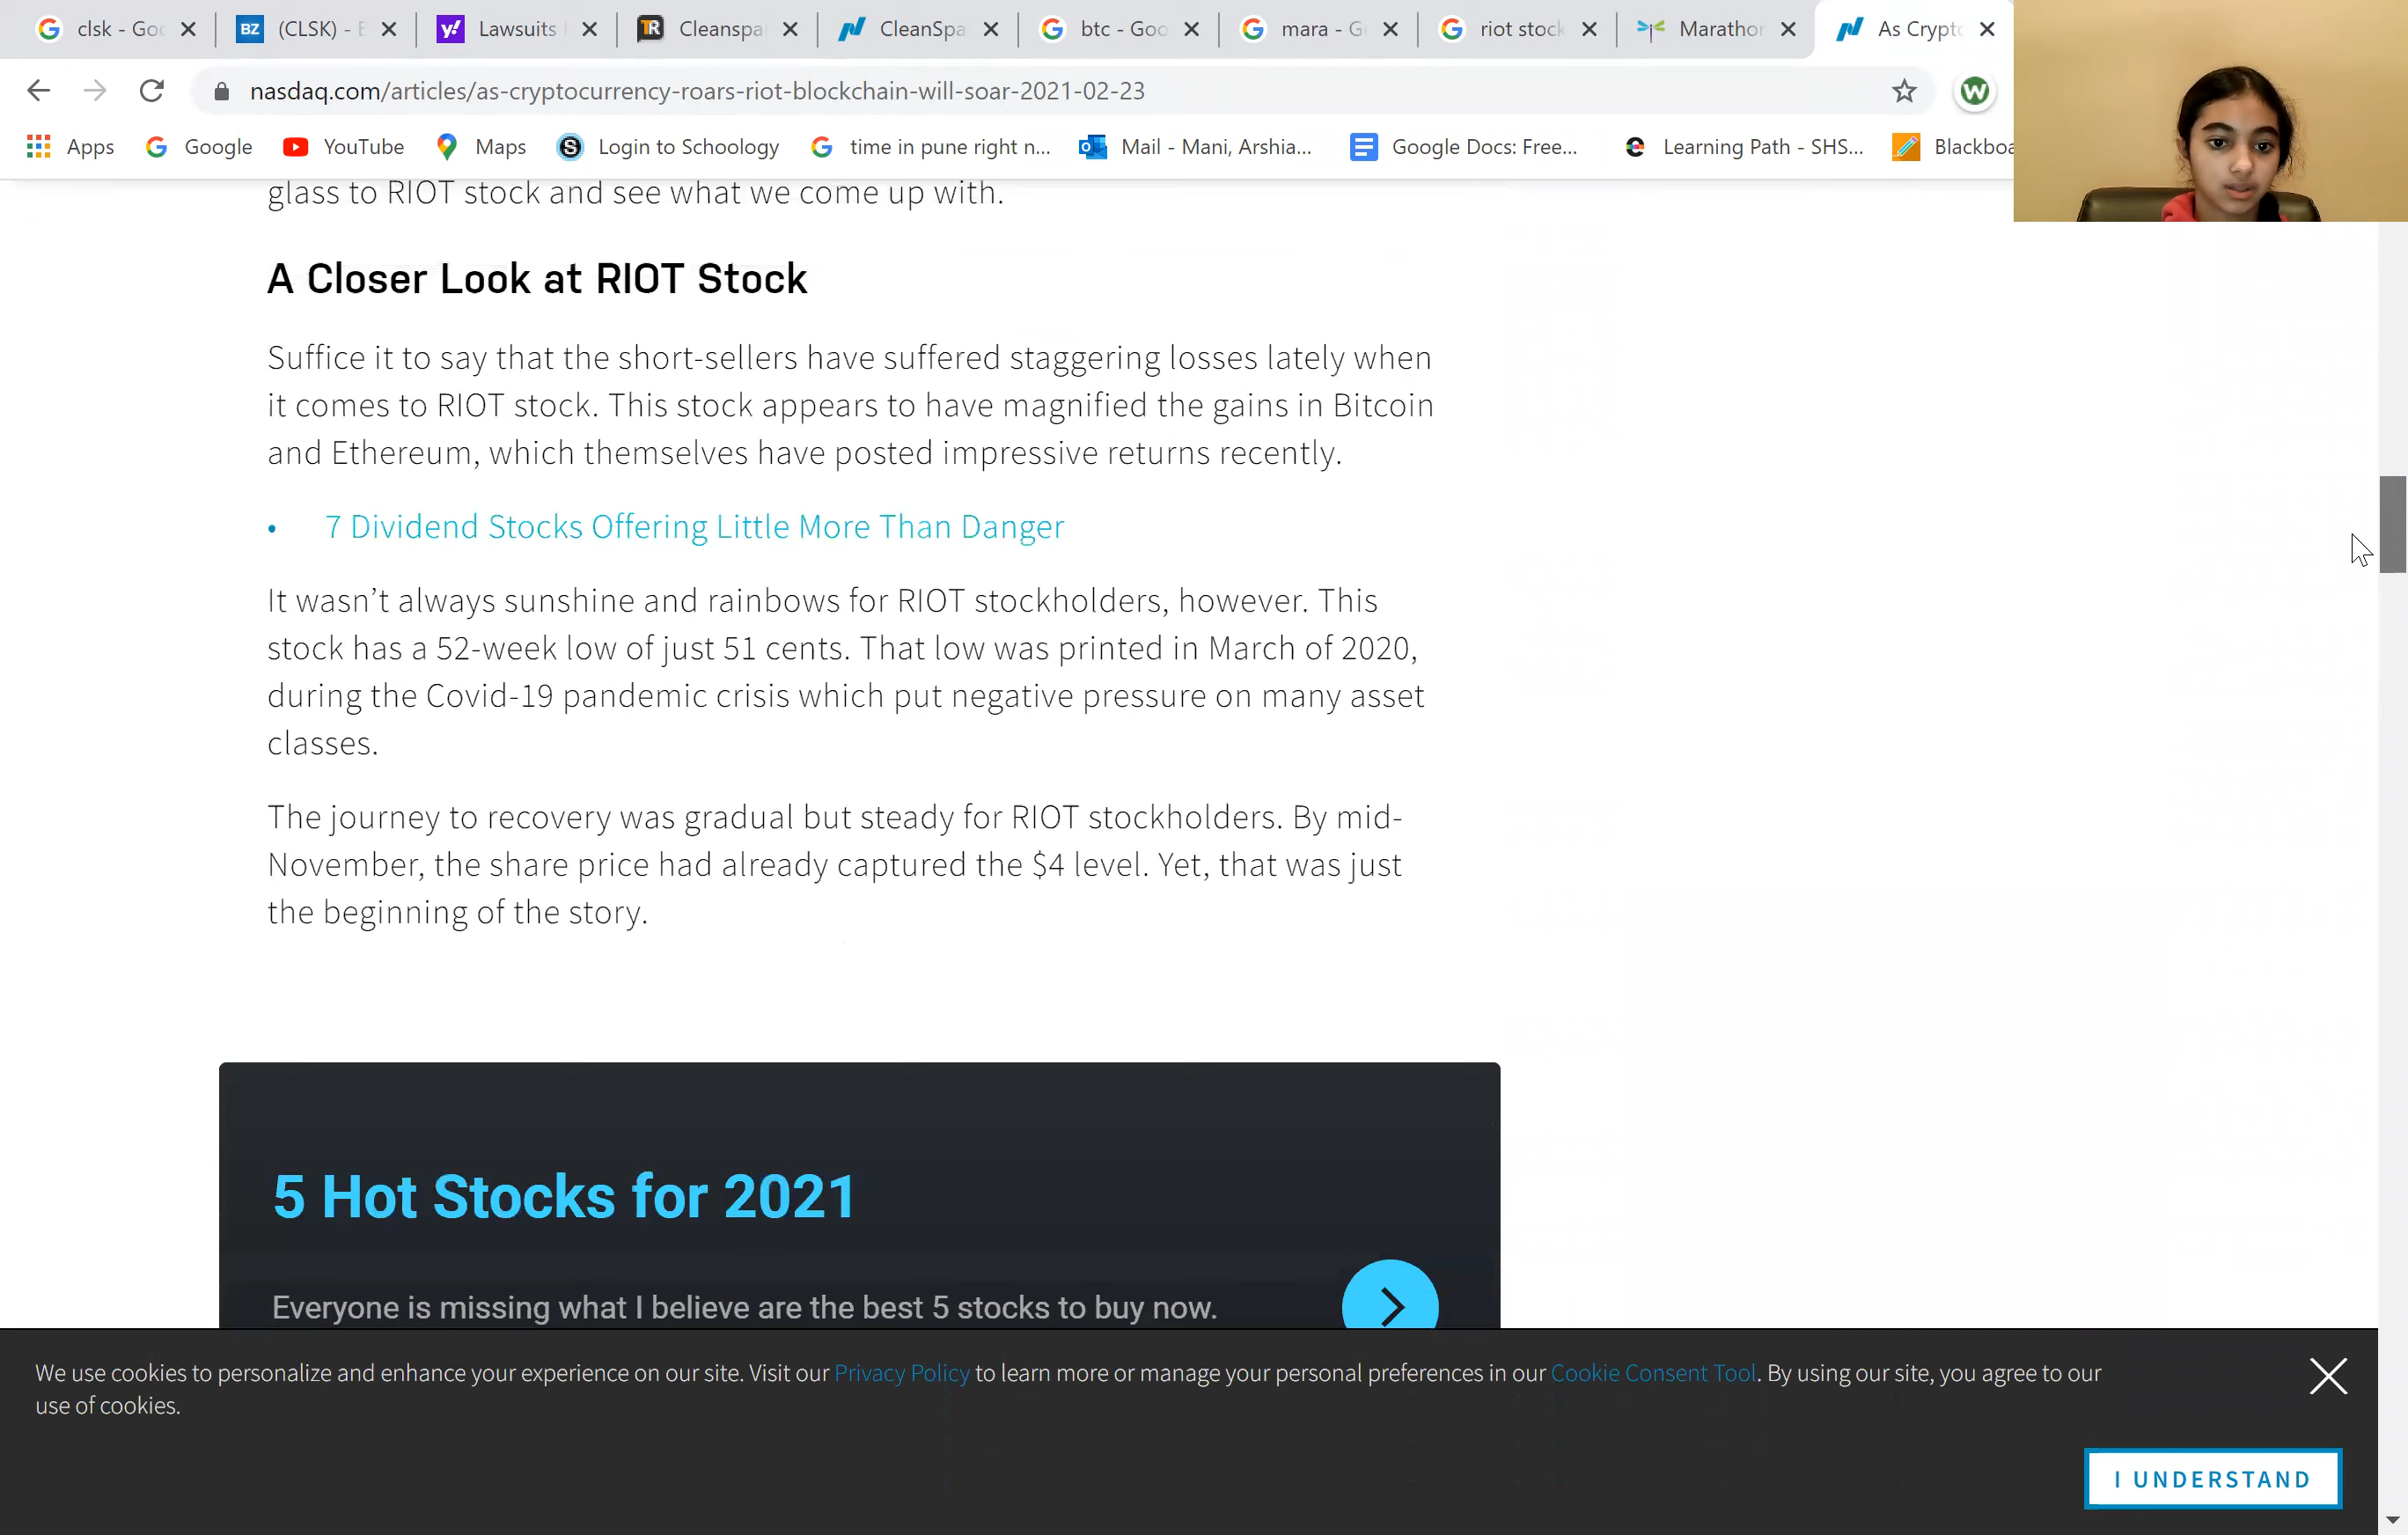 clsk - Goo
(CLSK) - B
Lawsuits
Cleanspa
CleanSpa
btc - Goo
mara - G
riot stock
Marathon
As Crypto
nasdaq.com/articles/as-cryptocurrency-roars-riot-blockchain-will-soar-2021-02-23
Apps
Google
YouTube
Maps
Login to Schoology
time in pune right n...
Mail - Mani, Arshia...
Google Docs: Free...
Learning Path - SHS...
Blackboa
glass to RIOT stock and see what we come up with.
A Closer Look at RIOT Stock
Suffice it to say that the short-sellers have suffered staggering losses lately when
it comes to RIOT stock. This stock appears to have magnified the gains in Bitcoin
and Ethereum, which themselves have posted impressive returns recently.
• 7 Dividend Stocks Offering Little More Than Danger
It wasn’t always sunshine and rainbows for RIOT stockholders, however. This
stock has a 52-week low of just 51 cents. That low was printed in March of 2020,
during the Covid-19 pandemic crisis which put negative pressure on many asset
classes.
The journey to recovery was gradual but steady for RIOT stockholders. By mid-
November, the share price had already captured the $4 level. Yet, that was just
the beginning of the story.
5 Hot Stocks for 2021
Everyone is missing what I believe are the best 5 stocks to buy now.
We use cookies to personalize and enhance your experience on our site. Visit our Privacy Policy to learn more or manage your personal preferences in our Cookie Consent Tool. By using our site, you agree to our
use of cookies.
I UNDERSTAND